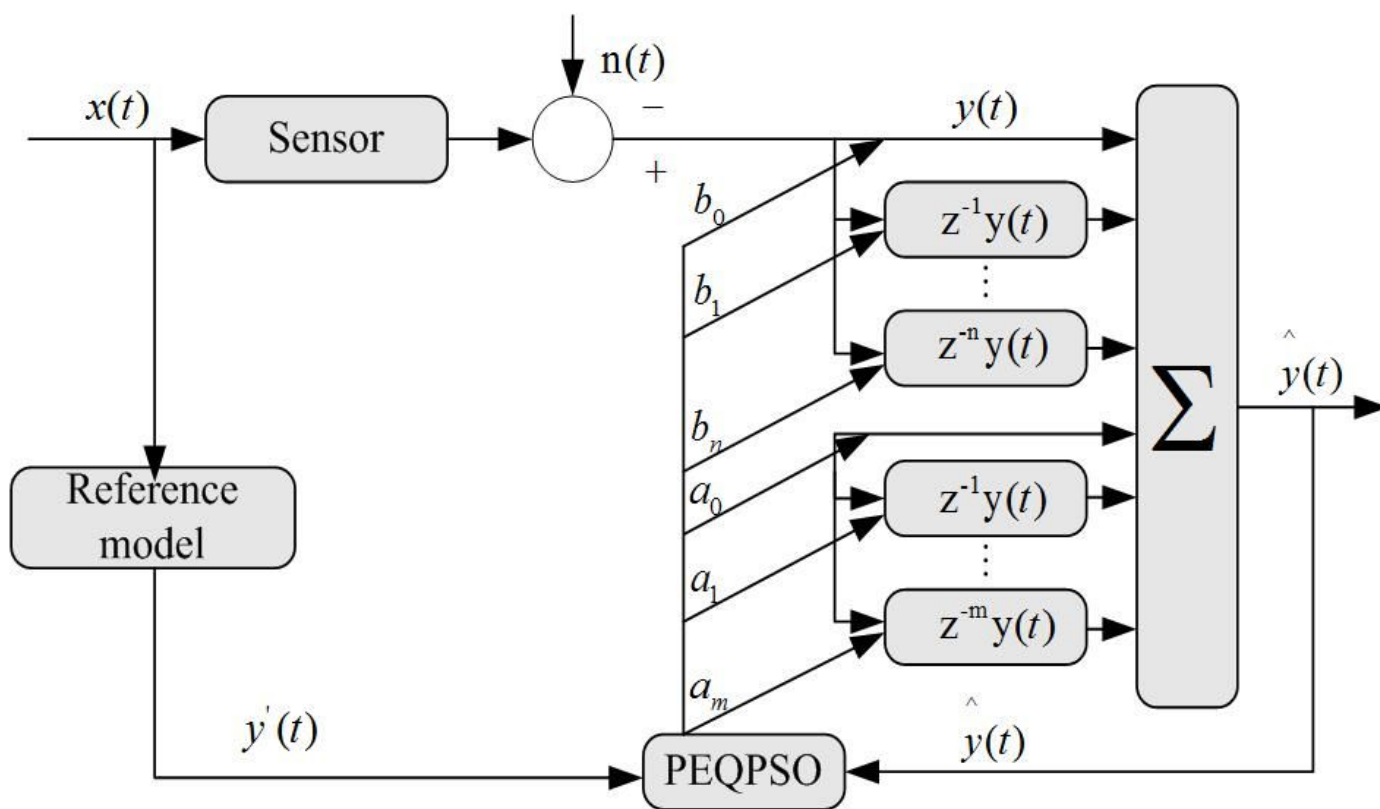 n(t)
x(t)
Sensor
−
+
y(t)
b₀
z⁻¹y(t)
⋮
b₁
z⁻ⁿy(t)
bₙ
∑
^
y(t)
a₀
z⁻¹y(t)
⋮
Reference
model
a₁
z⁻ᵐy(t)
aₘ
y'(t)
PEQPSO
^
y(t)